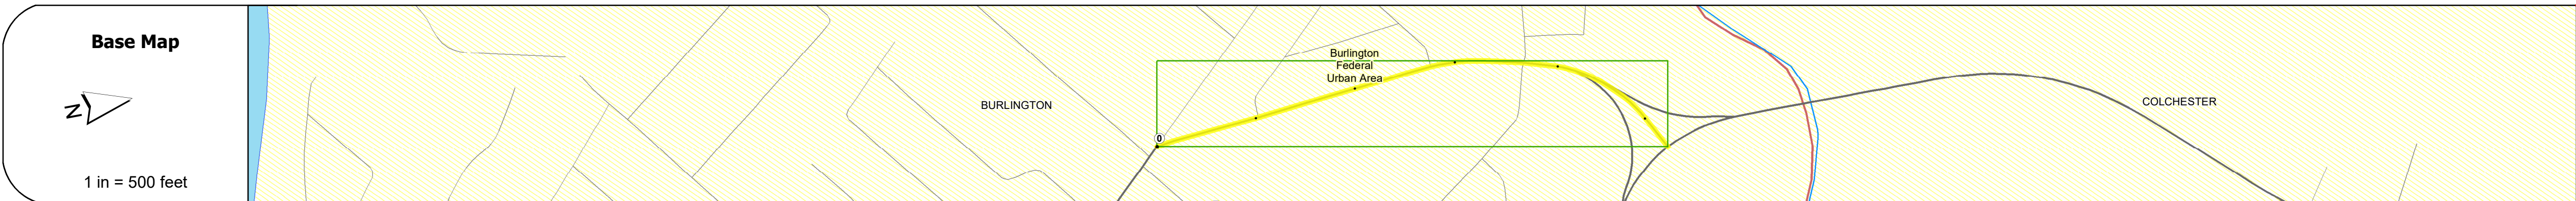 Base Map
N
1 in = 500 feet
BURLINGTON
0
Burlington
Federal
Urban Area
COLCHESTER